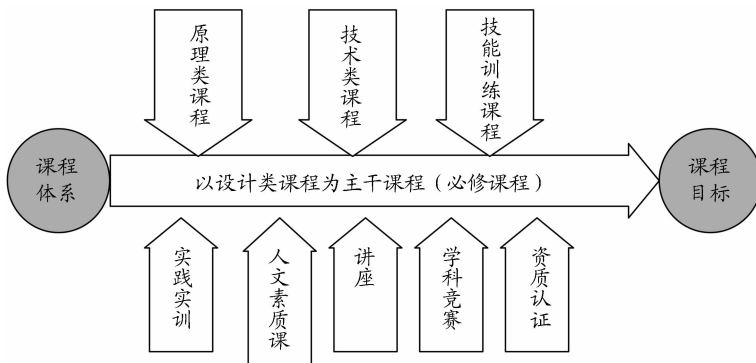 原理类课程
技术类课程
技能训练课程
课程
体系
以设计类课程为主干课程（必修课程）
课程
目标
实践实训
人文素质课
讲座
学科竞赛
资质认证